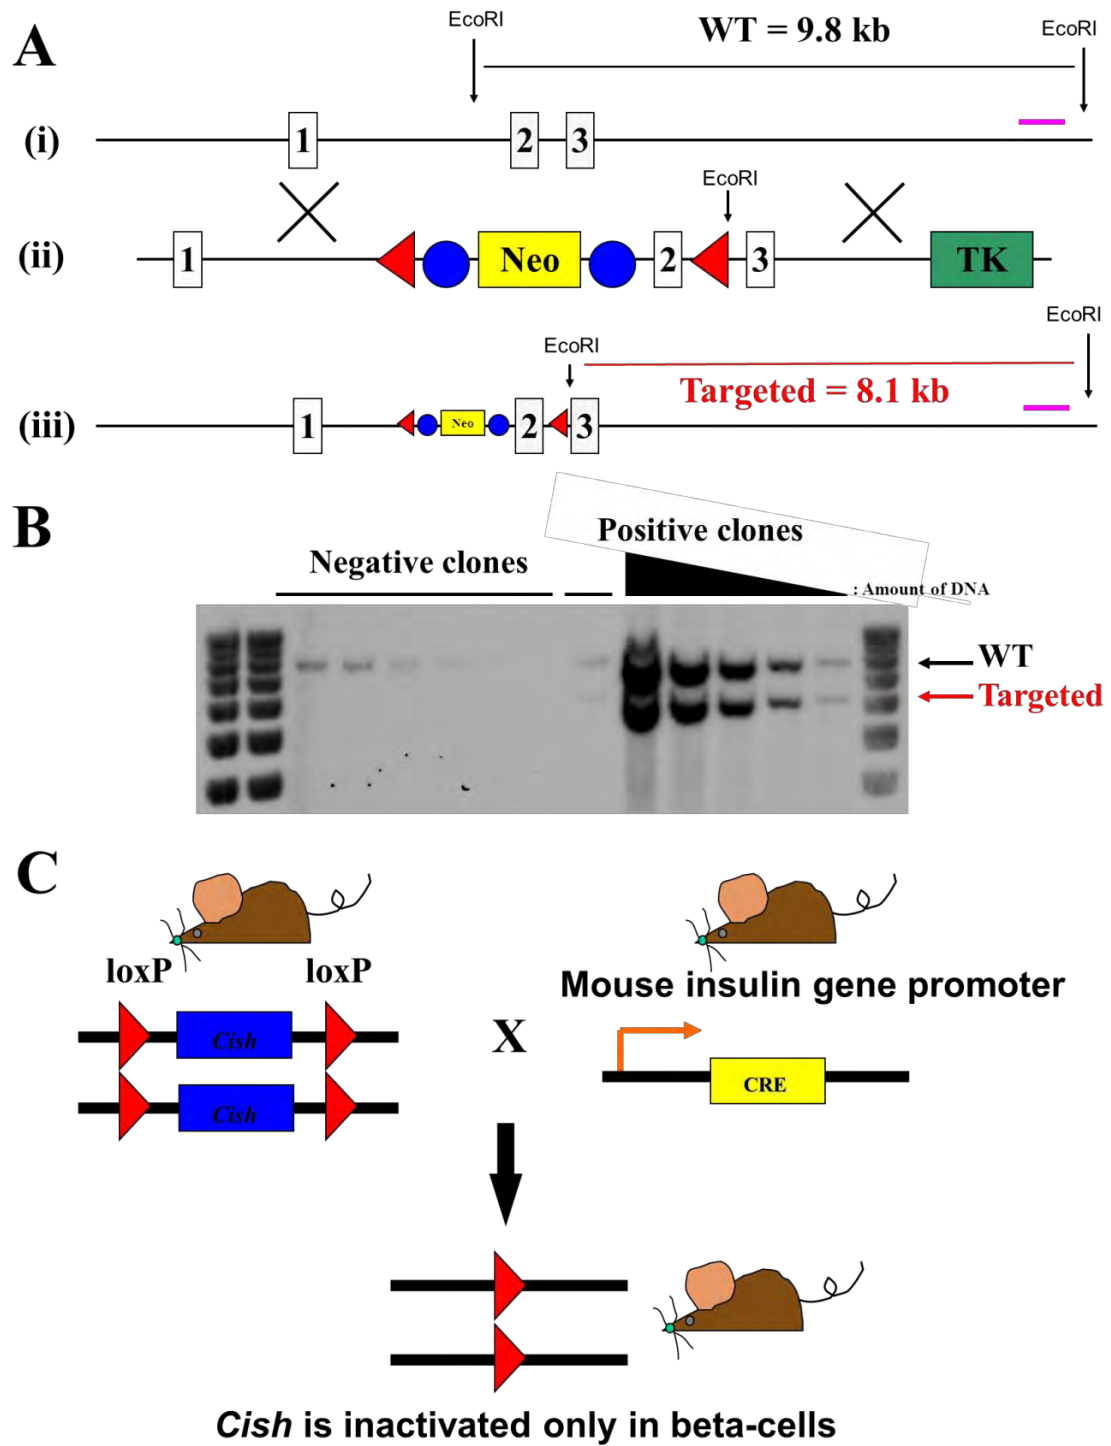 A
EcoRI
WT = 9.8 kb
EcoRI
(i)
1
2
3
EcoRI
(ii)
1
Neo
2
3
TK
EcoRI
EcoRI
Targeted = 8.1 kb
(iii)
1
Neo
2
3
B
Positive clones
Negative clones
: Amount of DNA
WT
Targeted
C
loxP
loxP
Mouse insulin gene promoter
Cish
X
CRE
Cish
Cish is inactivated only in beta-cells